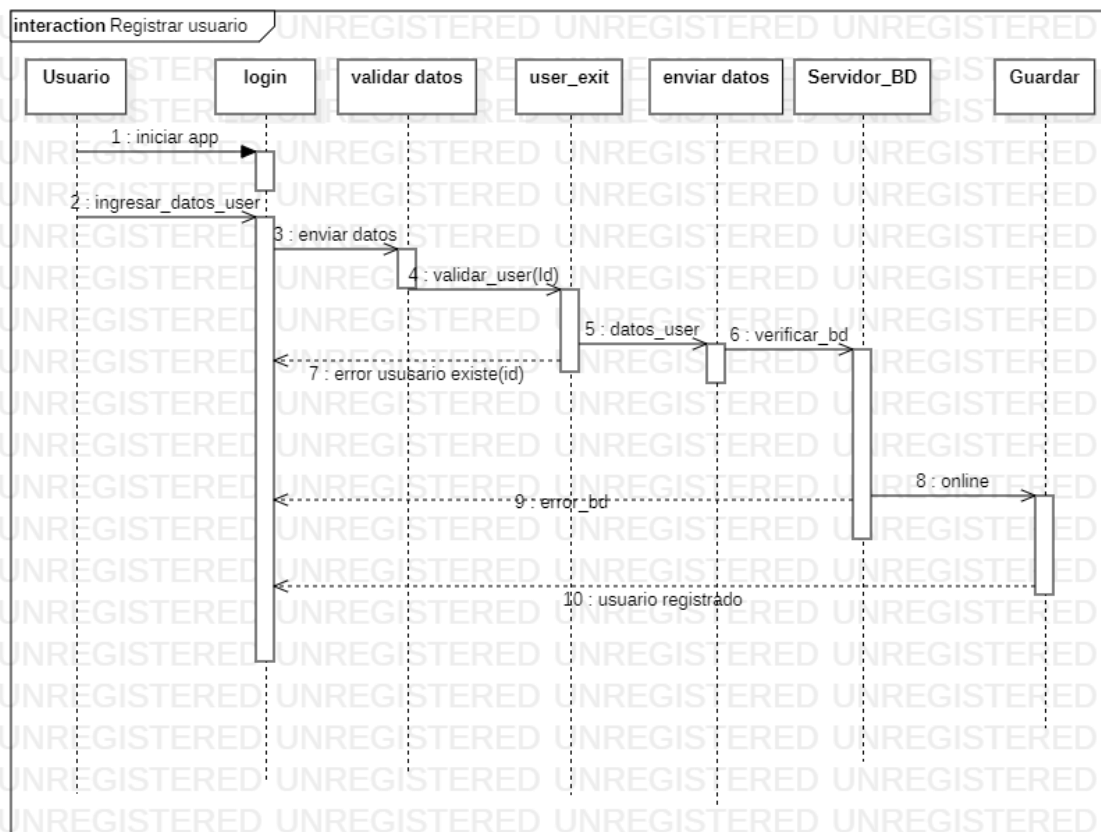 interaction Registrar usuario
UNREGISTERED
Usuario
login
validar datos
user_exit
enviar datos
Servidor_BD
Guardar
1 : iniciar app
2 : ingresar_datos_user
3 : enviar datos
4 : validar_user(Id)
5 : datos_user
6 : verificar_bd
7 : error ususario existe(id)
8 : online
9 : error_bd
10 : usuario registrado